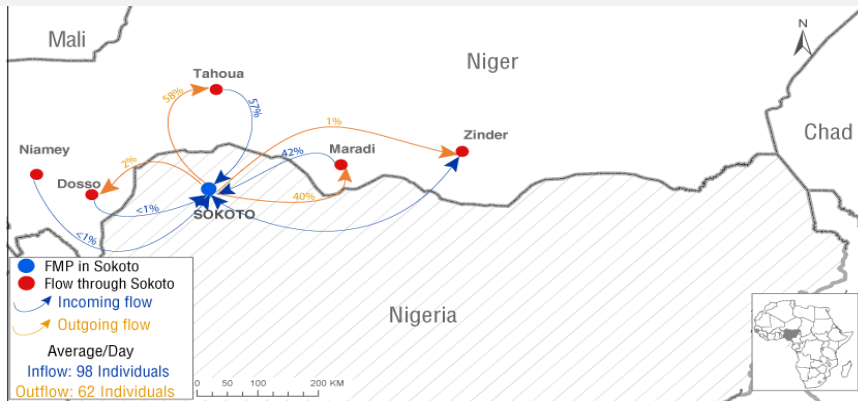 Mali
Niger
N
Tahoua
58%
57%
Chad
1%
Zinder
Niamey
Maradi
42%
2%
Dosso
<1%
40%
SOKOTO
<1%
FMP in Sokoto
Flow through Sokoto
Incoming flow
Outgoing flow
Nigeria
Average/Day
Inflow: 98 Individuals
Outflow: 62 Individuals
0 50 100 200 KM